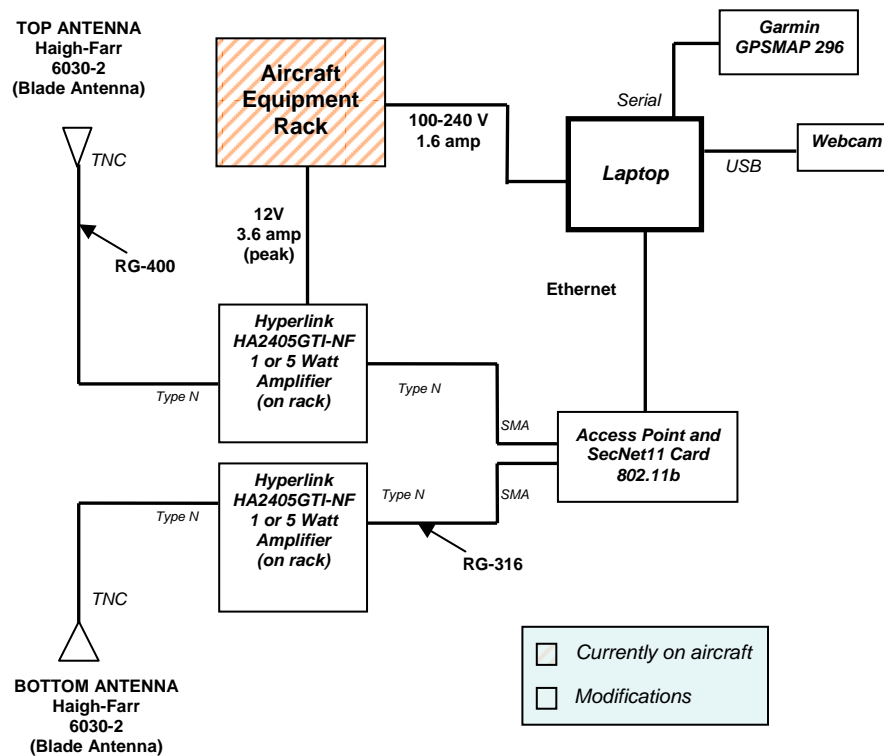 TOP ANTENNA
Haigh-Farr
6030-2
(Blade Antenna)
TNC
RG-400
Aircraft
Equipment
Rack
100-240 V
1.6 amp
12V
3.6 amp
(peak)
Garmin
GPSMAP 296
Serial
Laptop
USB
Webcam
Ethernet
Hyperlink
HA2405GTI-NF
1 or 5 Watt
Amplifier
(on rack)
Type N
Type N
SMA
Access Point and
SecNet11 Card
802.11b
Hyperlink
HA2405GTI-NF
1 or 5 Watt
Amplifier
(on rack)
Type N
Type N
SMA
RG-316
TNC
BOTTOM ANTENNA
Haigh-Farr
6030-2
(Blade Antenna)
Currently on aircraft
Modifications